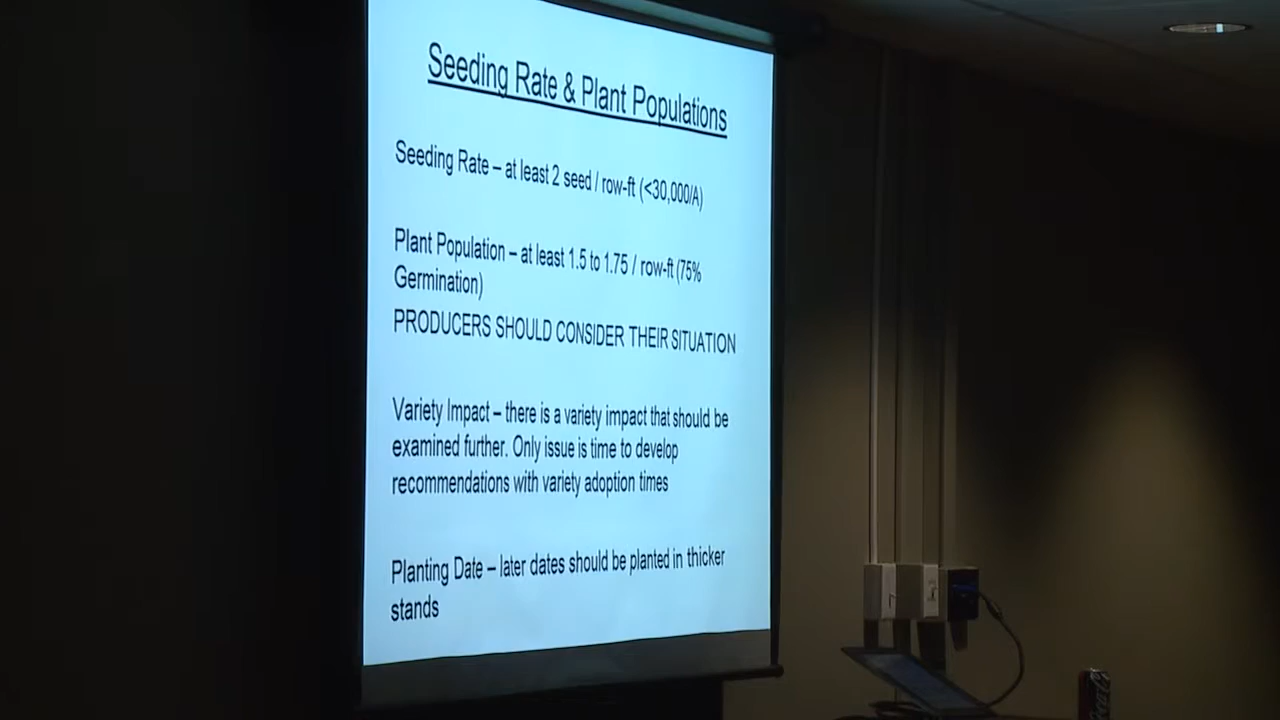 Seeding Rate & Plant Populations
Seeding Rate – at least 2 seed / row-ft (<30,000/A)
Plant Population – at least 1.5 to 1.75 / row-ft (75%
Germination)
PRODUCERS SHOULD CONSIDER THEIR SITUATION
Variety Impact – there is a variety impact that should be
examined further. Only issue is time to develop
recommendations with variety adoption times
Planting Date – later dates should be planted in thicker
stands